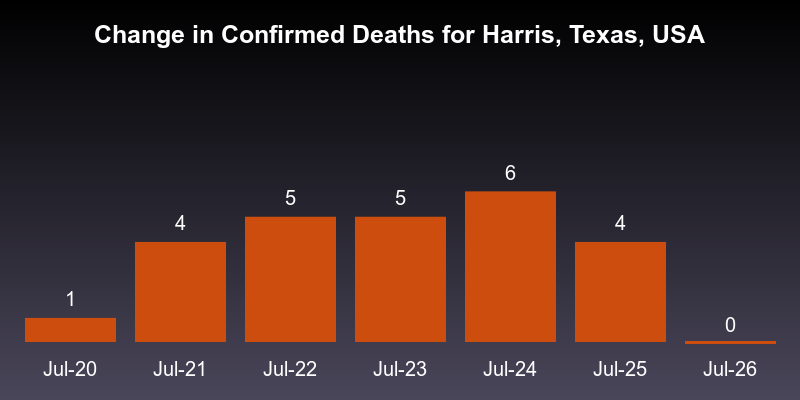 Change in Confirmed Deaths for Harris, Texas, USA
1
4
5
5
6
4
0
Jul-20
Jul-21
Jul-22
Jul-23
Jul-24
Jul-25
Jul-26